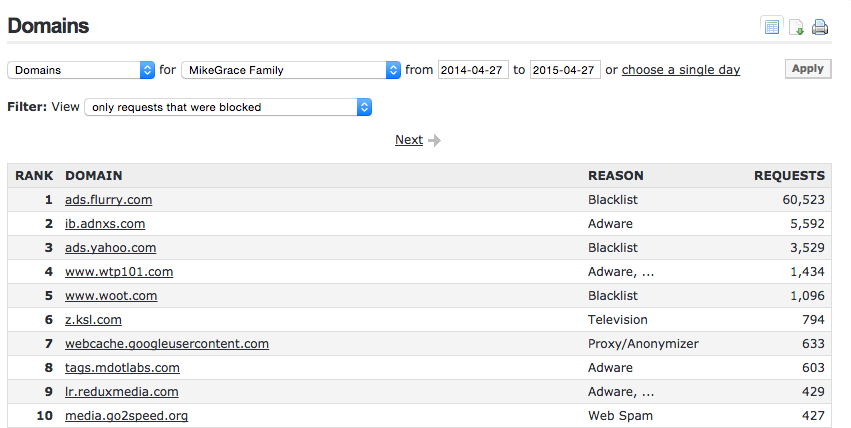 Domains
Domains for MikeGrace Family from 2014-04-27 to 2015-04-27 or choose a single day Apply
Filter: View only requests that were blocked
Next
RANK DOMAIN REASON REQUESTS
1 ads.flurry.com Blacklist 60,523
2 ib.adnxs.com Adware 5,592
3 ads.yahoo.com Blacklist 3,529
4 www.wtp101.com Adware, ... 1,434
5 www.woot.com Blacklist 1,096
6 z.ksl.com Television 794
7 webcache.googleusercontent.com Proxy/Anonymizer 633
8 tags.mdotlabs.com Adware 603
9 lr.reduxmedia.com Adware, ... 429
10 media.go2speed.org Web Spam 427